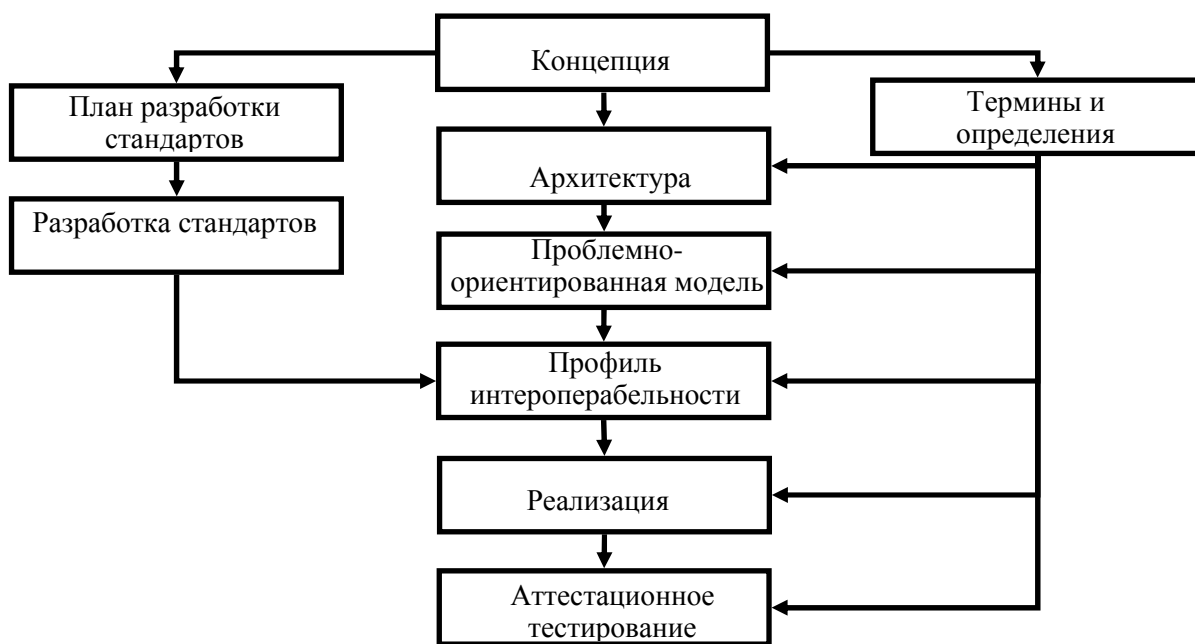 Концепция
План разработки
стандартов
Термины и
определения
Архитектура
Разработка стандартов
Проблемно-
ориентированная модель
Профиль
интероперабельности
Реализация
Аттестационное
тестирование